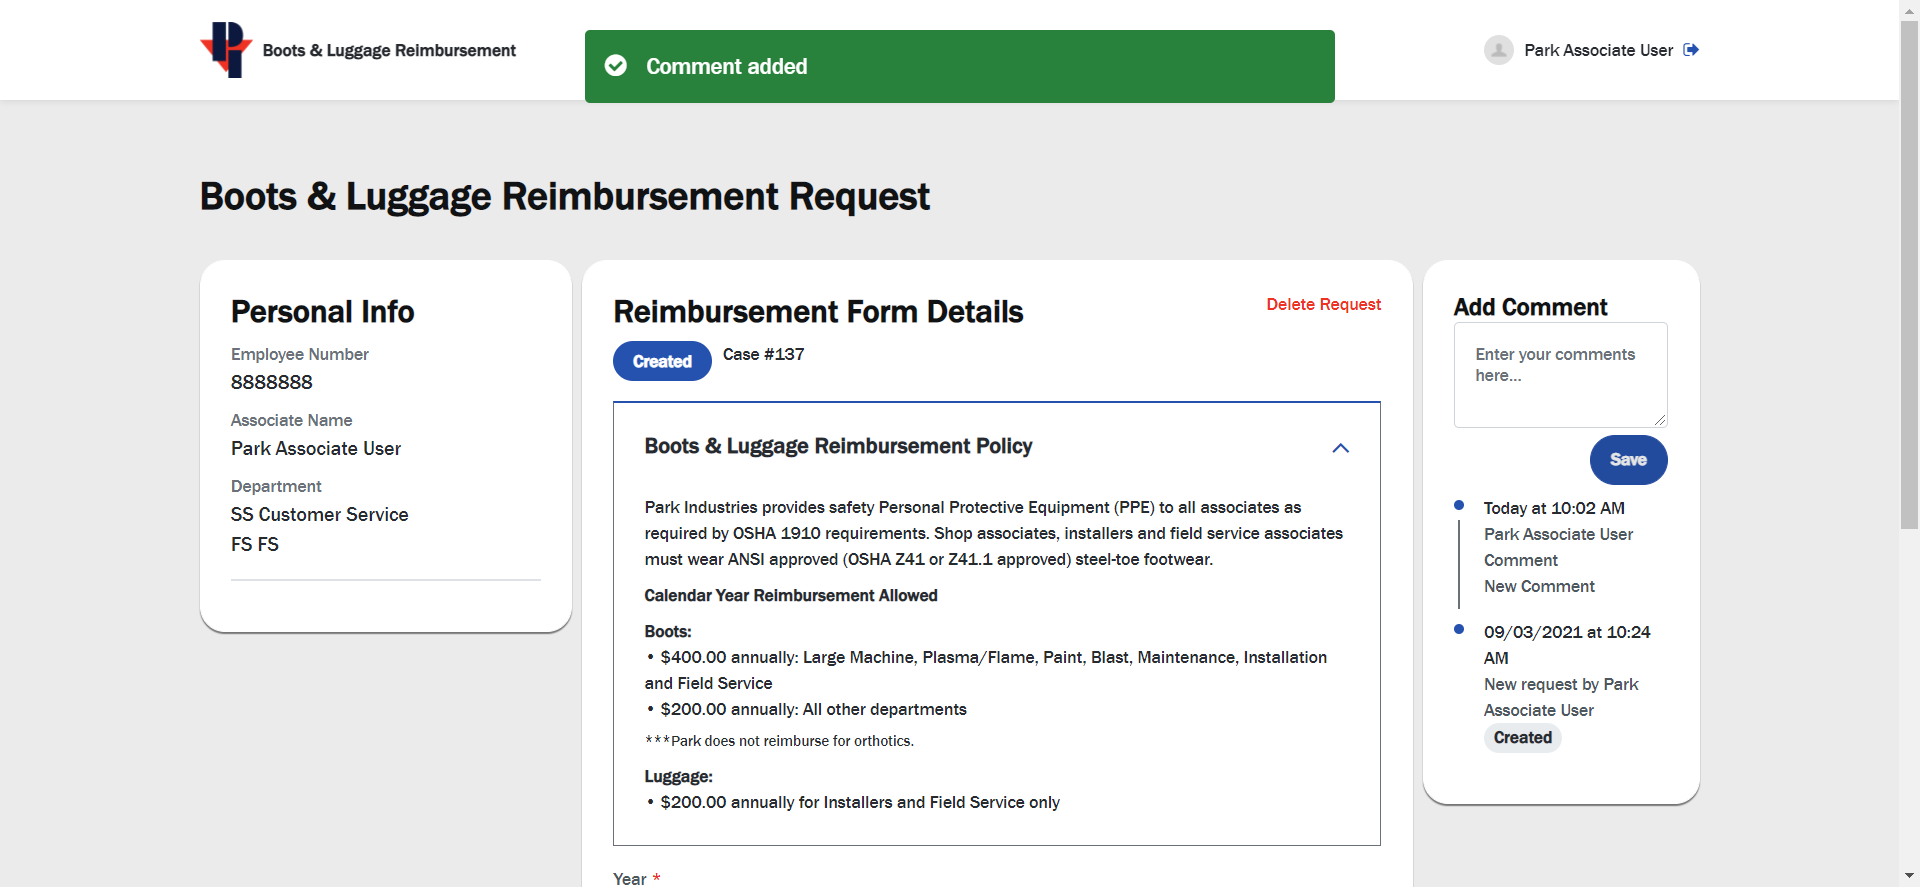 Boots & Luggage Reimbursement
Comment added
Park Associate User
Boots & Luggage Reimbursement Request
Personal Info
Employee Number
8888888
Associate Name
Park Associate User
Department
SS Customer Service
FS FS
Reimbursement Form Details
Delete Request
Created
Case #137
Boots & Luggage Reimbursement Policy
Park Industries provides safety Personal Protective Equipment (PPE) to all associates as
required by OSHA 1910 requirements. Shop associates, installers and field service associates
must wear ANSI approved (OSHA Z41 or Z41.1 approved) steel-toe footwear.
Calendar Year Reimbursement Allowed
Boots:
• $400.00 annually: Large Machine, Plasma/Flame, Paint, Blast, Maintenance, Installation
and Field Service
• $200.00 annually: All other departments
***Park does not reimburse for orthotics.
Luggage:
• $200.00 annually for Installers and Field Service only
Year *
Add Comment
Enter your comments
here...
Save
Today at 10:02 AM
Park Associate User
Comment
New Comment
09/03/2021 at 10:24
AM
New request by Park
Associate User
Created